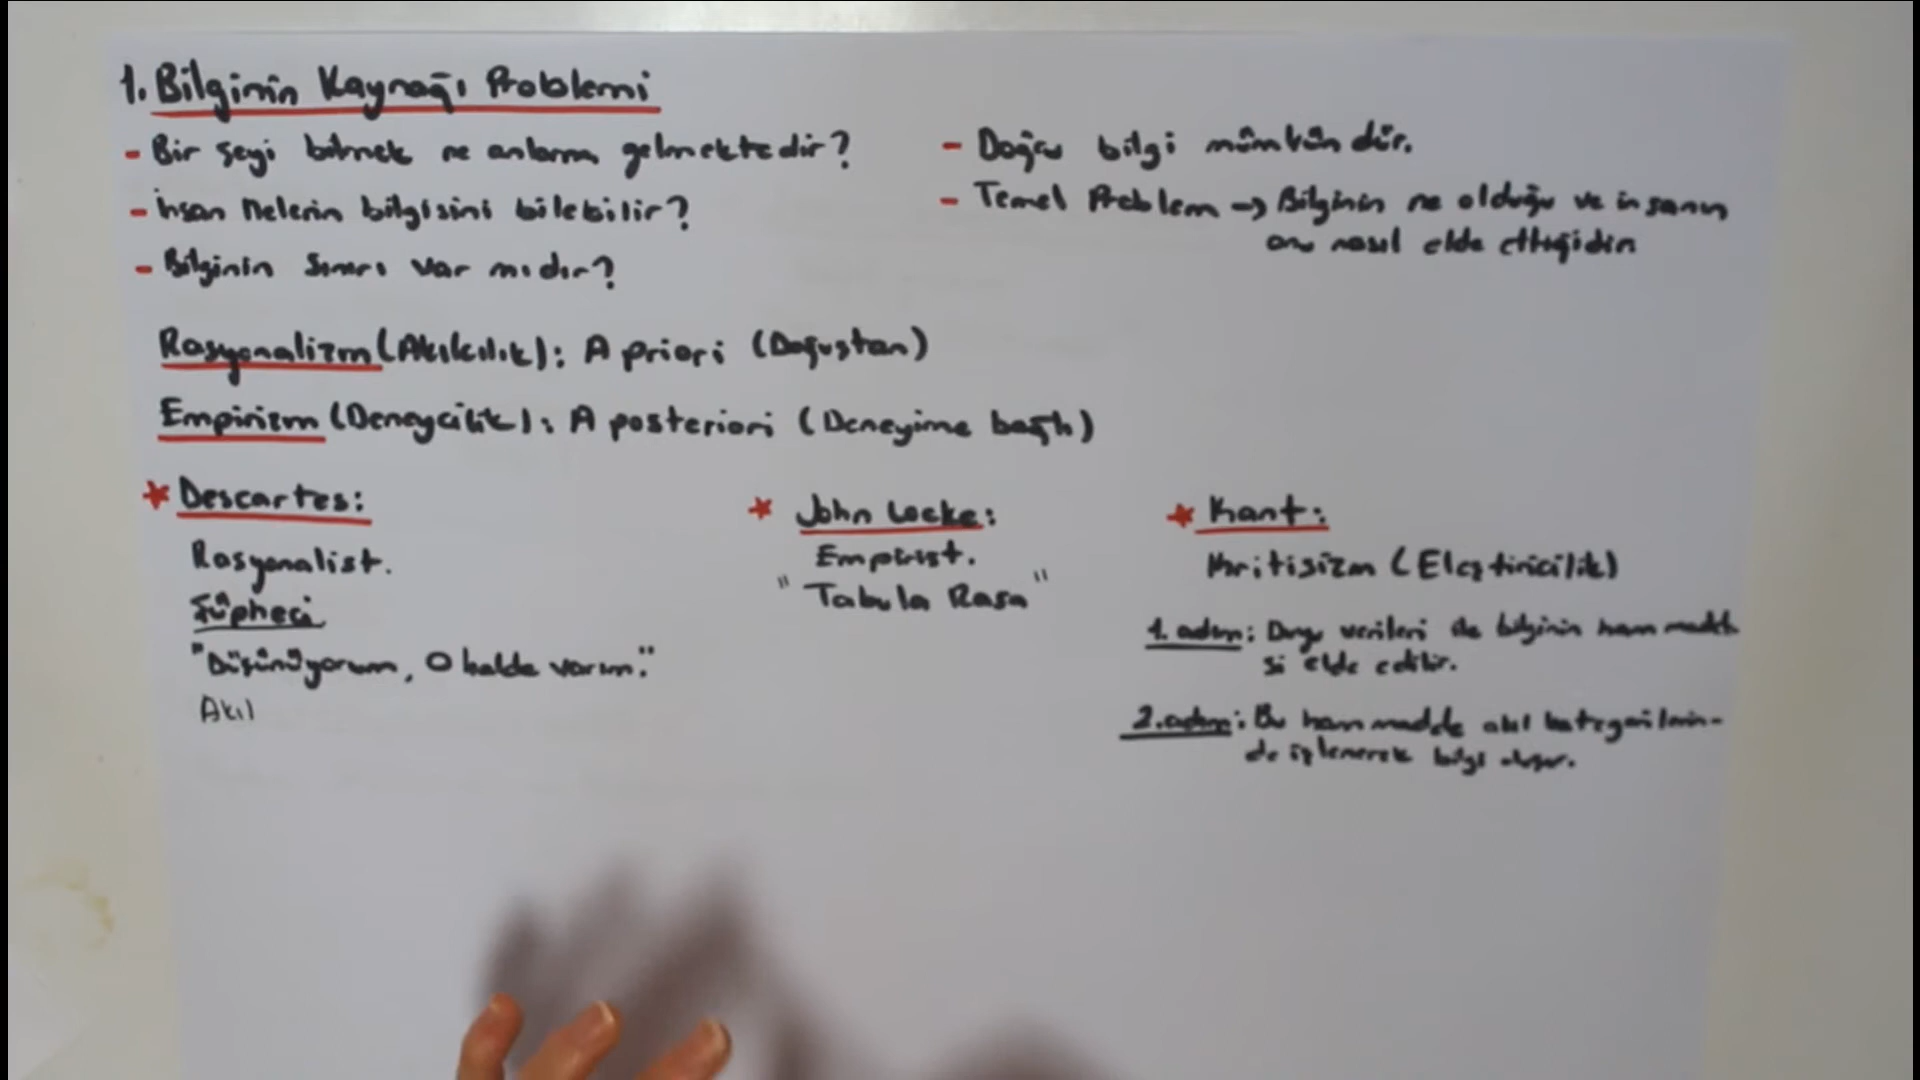 1. Bilginin Kaynağı Problemi
- Bir şeyi bilmek ne anlama gelmektedir?
- İnsan Nelerin bilgisini bilebilir?
- Bilginin Sınırı var mıdır?
- Doğru bilgi mümkündür.
- Temel Problem → Bilginin ne olduğu ve insanın
onu nasıl elde ettiğidir
Rasyonalizm (Akılcılık): A priori (Doğuştan)
Empirizm (Deneycilik): A posteriori (Deneyime bağlı)
* Descartes:
Rasyonalist.
Şüpheci
"Düşünüyorum, O halde varım."
Akıl
* John Locke:
Empirist.
"Tabula Rasa"
* Kant:
Kritisizm (Eleştiricilik)
1. adım: Duyu verileri ile bilginin ham madde
si elde edilir.
2. adım: Bu ham madde akıl kategorilerin-
de işlenerek bilgi oluşur.